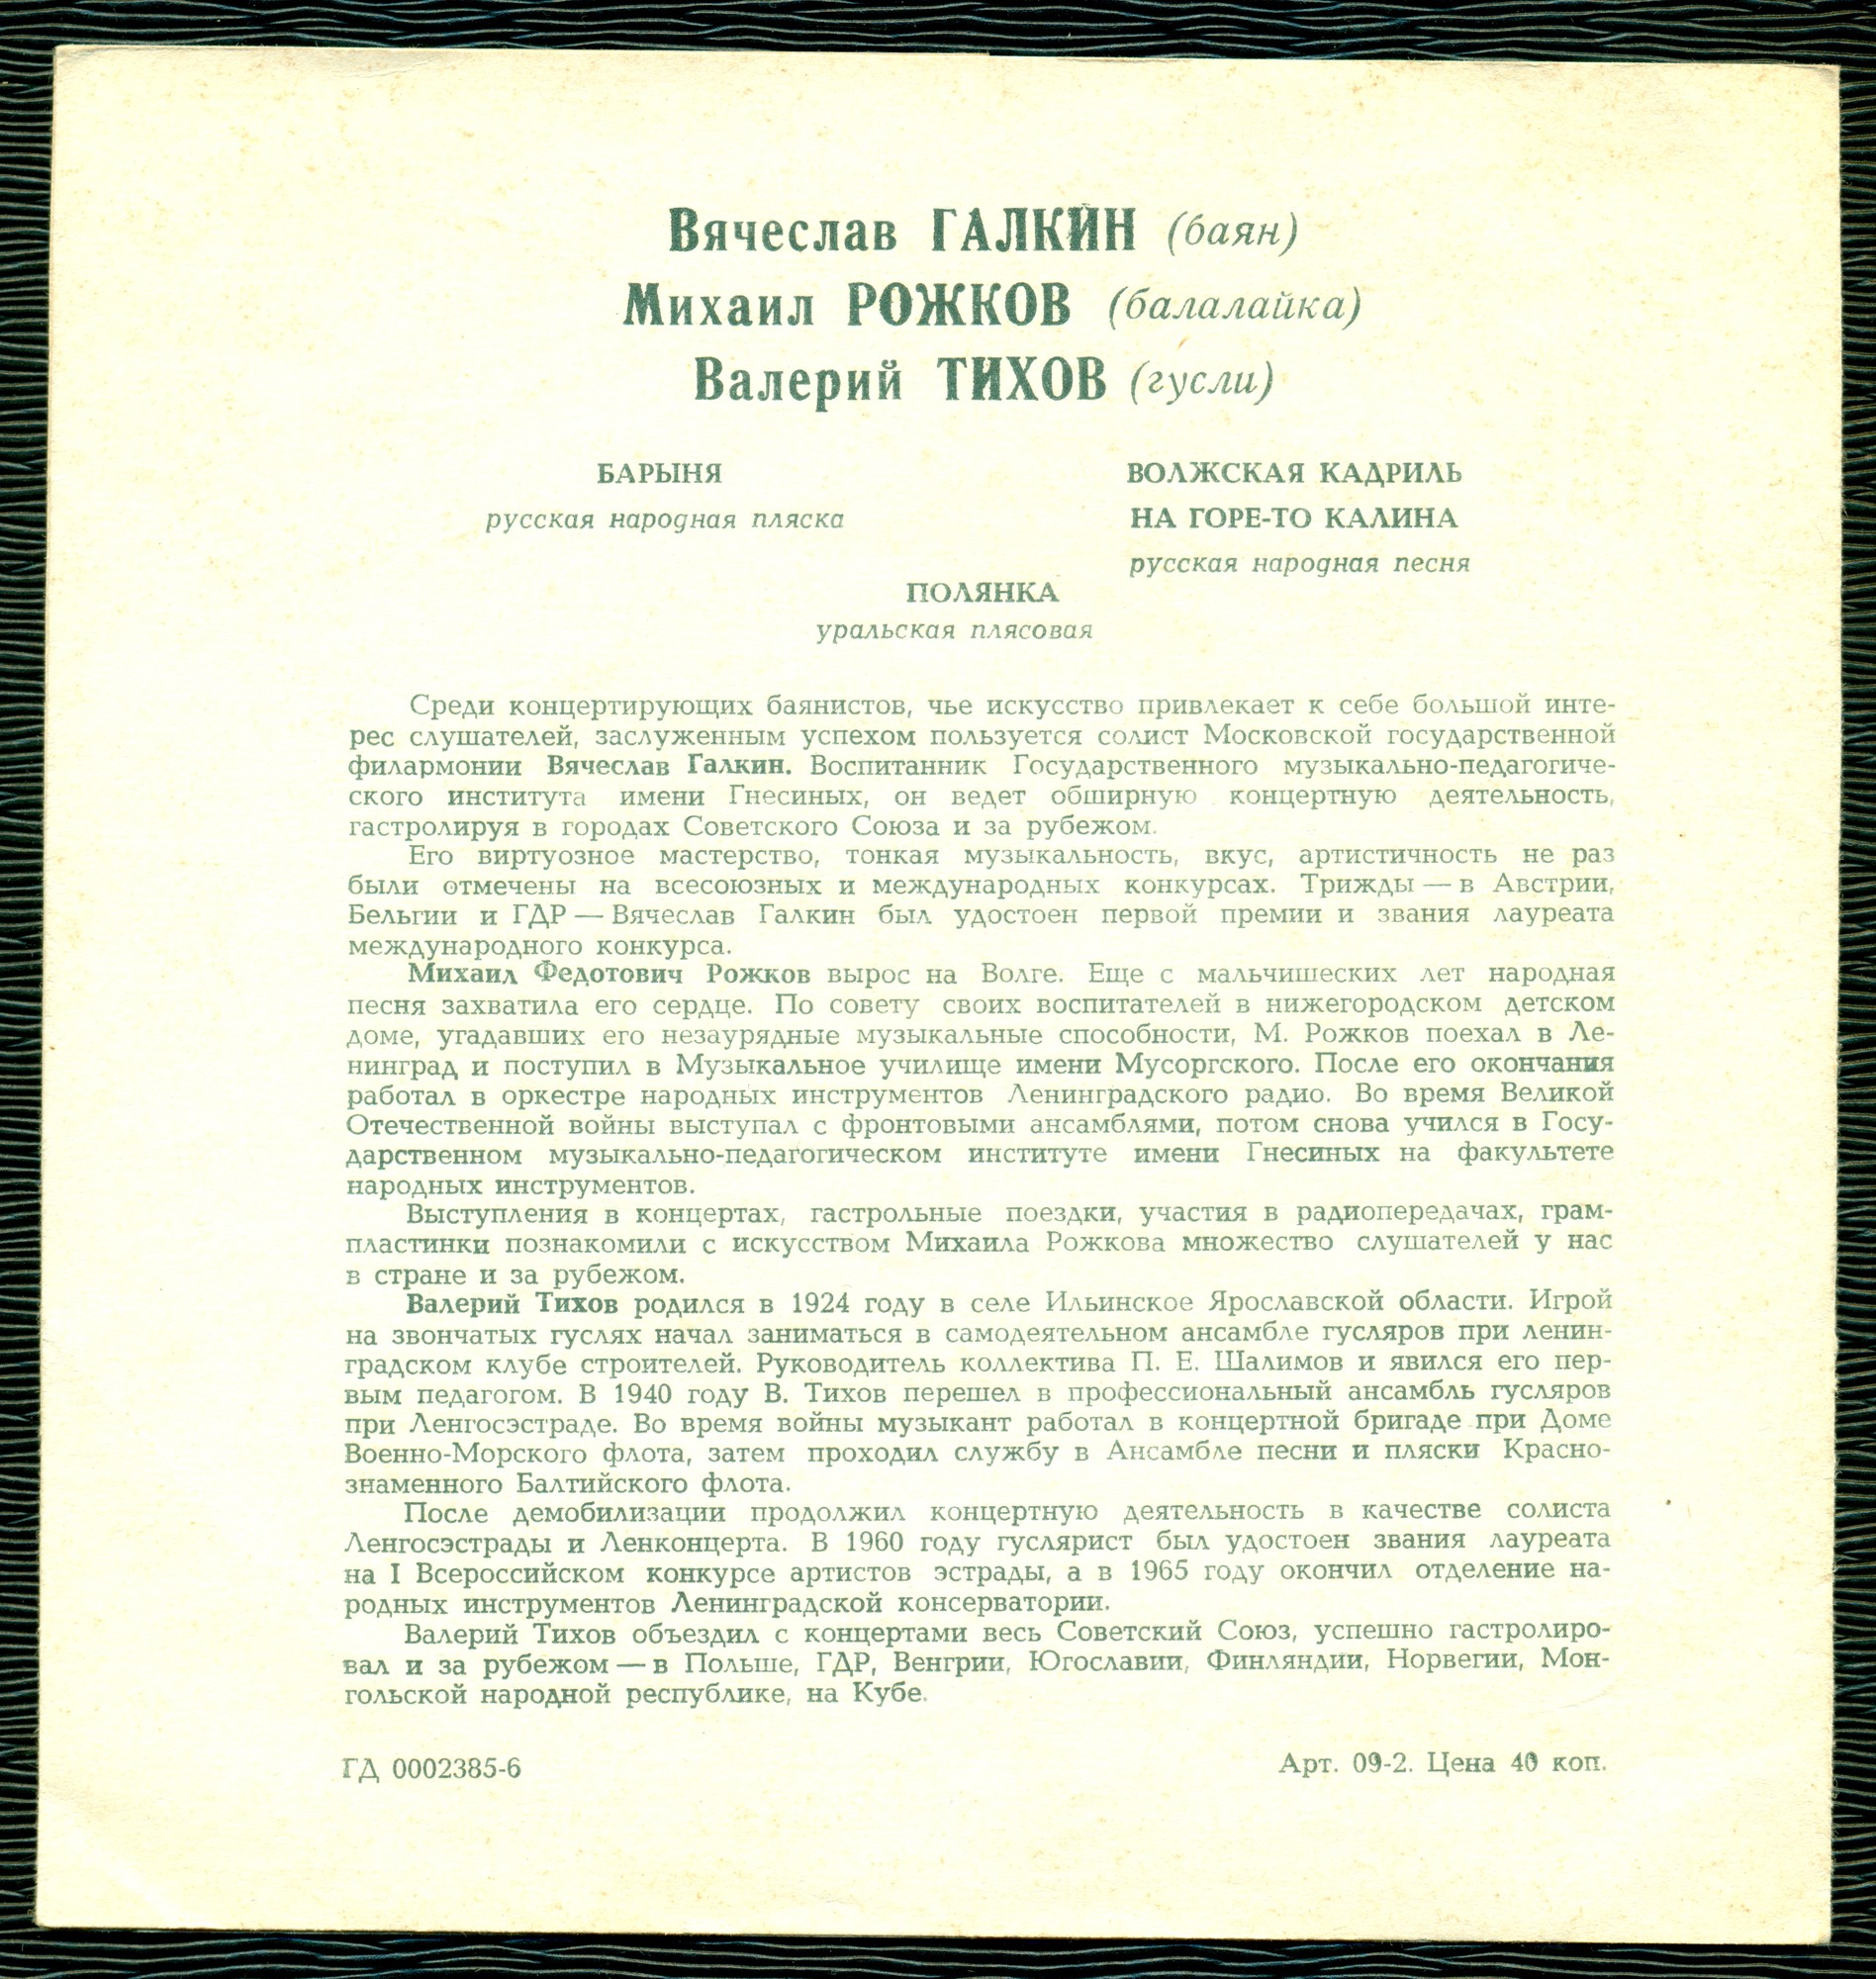 Вячеслав ГАЛКИН (баян)
Михаил РОЖКОВ (балалайка)
Валерий ТИХОВ (гусли)
БАРЫНЯ
русская народная пляска
ВОЛЖСКАЯ КАДРИЛЬ
НА ГОРЕ-ТО КАЛИНА
русская народная песня
ПОЛЯНКА
уральская плясовая
Среди концертирующих баянистов, чье искусство привлекает к себе большой инте-
рес слушателей, заслуженным успехом пользуется солист Московской государственной
филармонии Вячеслав Галкин. Воспитанник Государственного музыкально-педагогиче-
ского института имени Гнесиных, он ведет обширную концертную деятельность,
гастролируя в городах Советского Союза и за рубежом.
Его виртуозное мастерство, тонкая музыкальность, вкус, артистичность не раз
были отмечены на всесоюзных и международных конкурсах. Трижды — в Австрии,
Бельгии и ГДР — Вячеслав Галкин был удостоен первой премии и звания лауреата
международного конкурса.
Михаил Федотович Рожков вырос на Волге. Еще с мальчишеских лет народная
песня захватила его сердце. По совету своих воспитателей в нижегородском детском
доме, угадавших его незаурядные музыкальные способности, М. Рожков поехал в Ле-
нинград и поступил в Музыкальное училище имени Мусоргского. После его окончания
работал в оркестре народных инструментов Ленинградского радио. Во время Великой
Отечественной войны выступал с фронтовыми ансамблями, потом снова учился в Госу-
дарственном музыкально-педагогическом институте имени Гнесиных на факультете
народных инструментов.
Выступления в концертах, гастрольные поездки, участия в радиопередачах, грам-
пластинки познакомили с искусством Михаила Рожкова множество слушателей у нас
в стране и за рубежом.
Валерий Тихов родился в 1924 году в селе Ильинское Ярославской области. Игрой
на звончатых гуслях начал заниматься в самодеятельном ансамбле гусляров при ленин-
градском клубе строителей. Руководитель коллектива П. Е. Шалимов и явился его пер-
вым педагогом. В 1940 году В. Тихов перешел в профессиональный ансамбль гусляров
при Ленгосэстраде. Во время войны музыкант работал в концертной бригаде при Доме
Военно-Морского флота, затем проходил службу в Ансамбле песни и пляски Красно-
знаменного Балтийского флота.
После демобилизации продолжил концертную деятельность в качестве солиста
Ленгосэстрады и Ленконцерта. В 1960 году гуслярист был удостоен звания лауреата
на I Всероссийском конкурсе артистов эстрады, а в 1965 году окончил отделение на-
родных инструментов Ленинградской консерватории.
Валерий Тихов объездил с концертами весь Советский Союз, успешно гастролиро-
вал и за рубежом — в Польше, ГДР, Венгрии, Югославии, Финляндии, Норвегии, Мон-
гольской народной республике, на Кубе.
ГД 0002385-6
Арт. 09-2. Цена 40 коп.